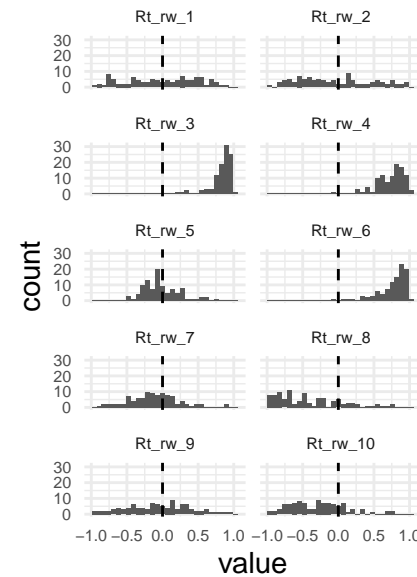 Rt_rw_1 Rt_rw_2
30
20
10
0
Rt_rw_3 Rt_rw_4
30
20
10
0
Rt_rw_5 Rt_rw_6
30
20
10
0
Rt_rw_7 Rt_rw_8
30
20
10
0
Rt_rw_9 Rt_rw_10
30
20
10
0
−1.0 −0.5 0.0 0.5 1.0 −1.0 −0.5 0.0 0.5 1.0
count
value